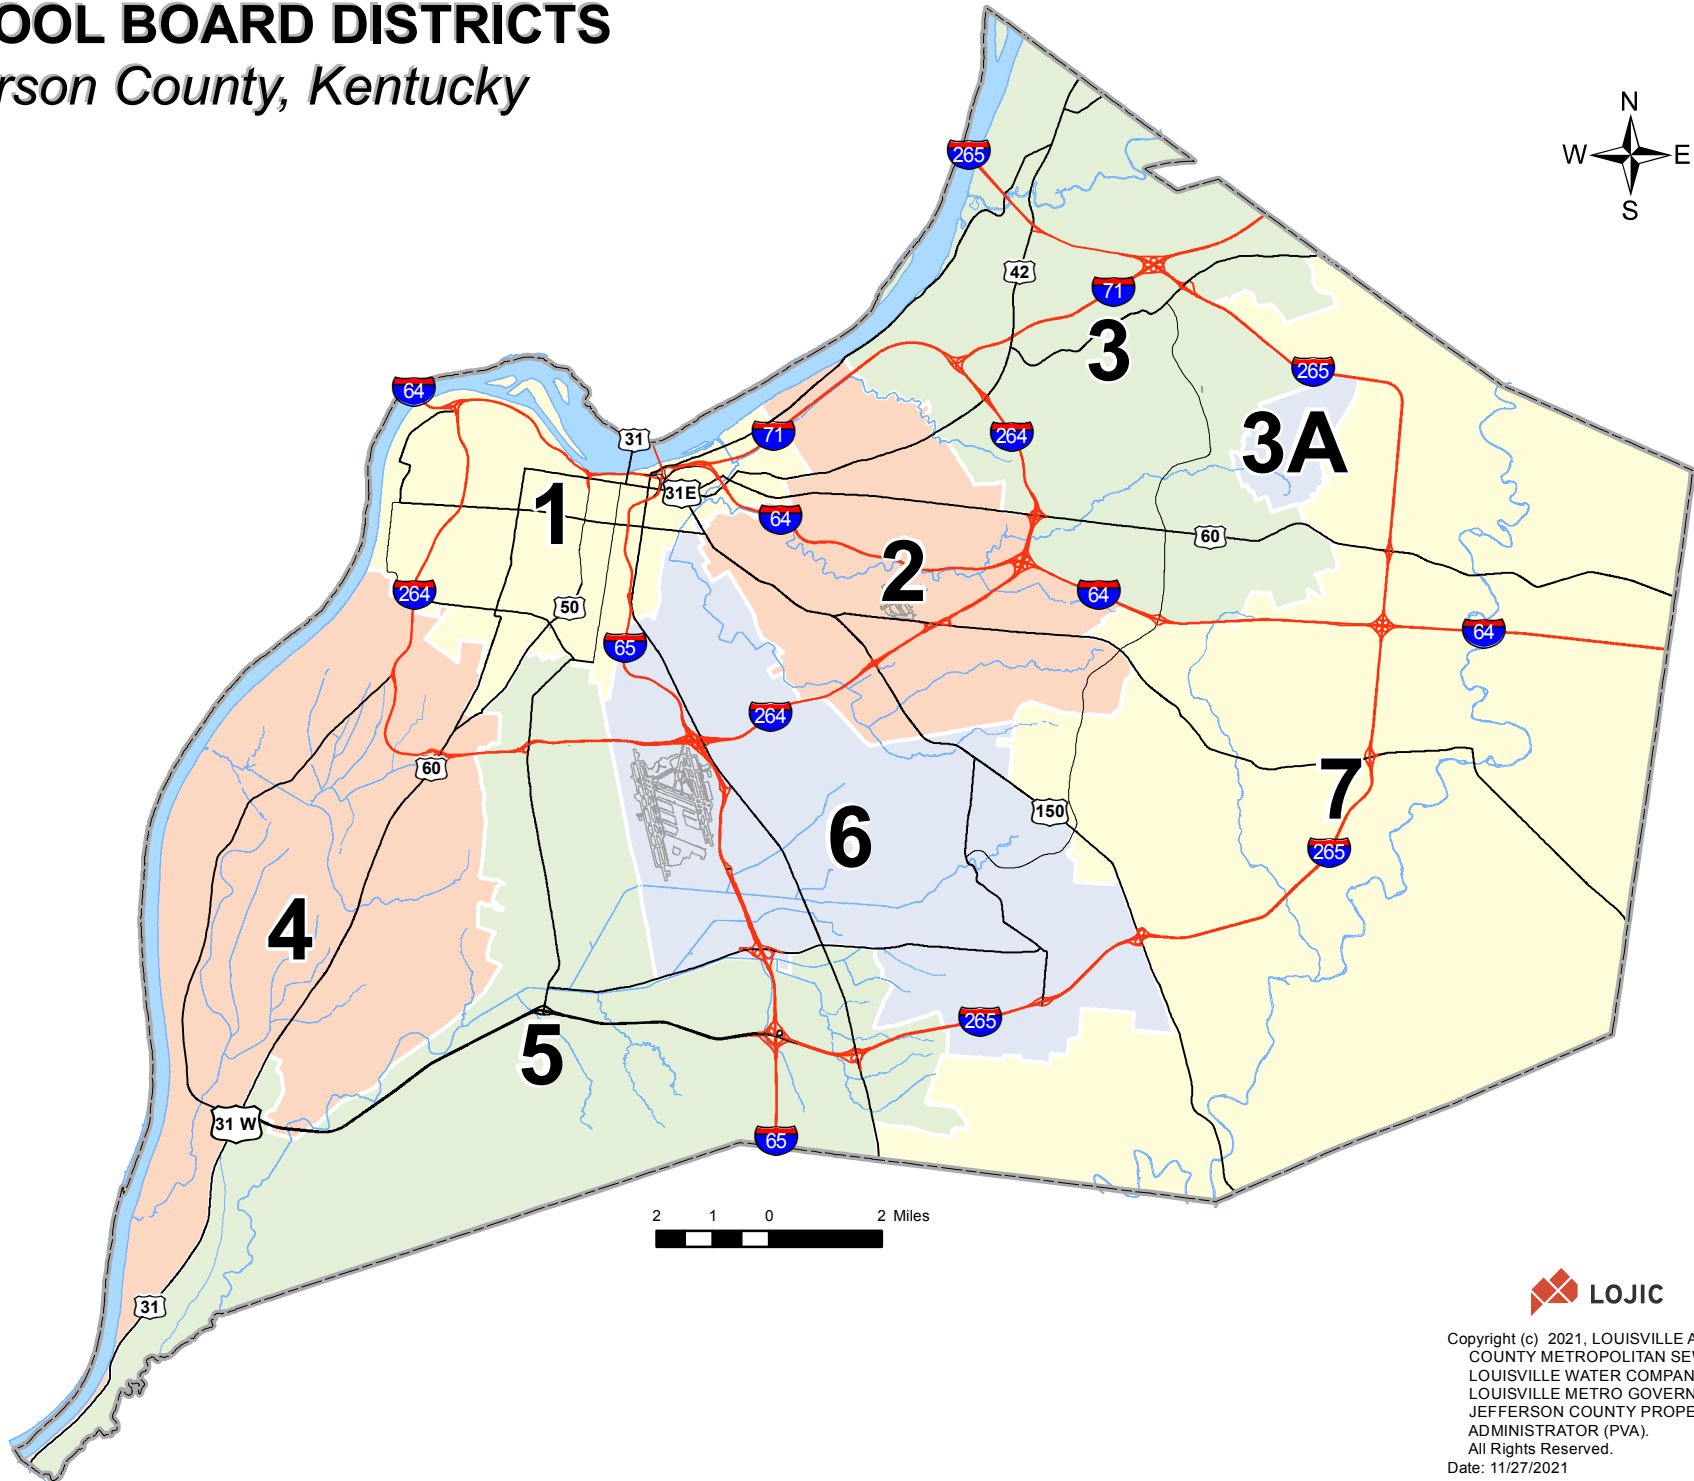 OOL BOARD DISTRICTS
rson County, Kentucky
N
W E
S
265
42
71
3
265
64
31
71
264
3A
31E
1
64
60
2
264
50
64
65
64
264
60
7
150
6
265
4
265
5
31 W
65
2 1 0 2 Miles
31
LOJIC
Copyright (c) 2021, LOUISVILLE A
COUNTY METROPOLITAN SE
LOUISVILLE WATER COMPAN
LOUISVILLE METRO GOVERN
JEFFERSON COUNTY PROPE
ADMINISTRATOR (PVA).
All Rights Reserved.
Date: 11/27/2021